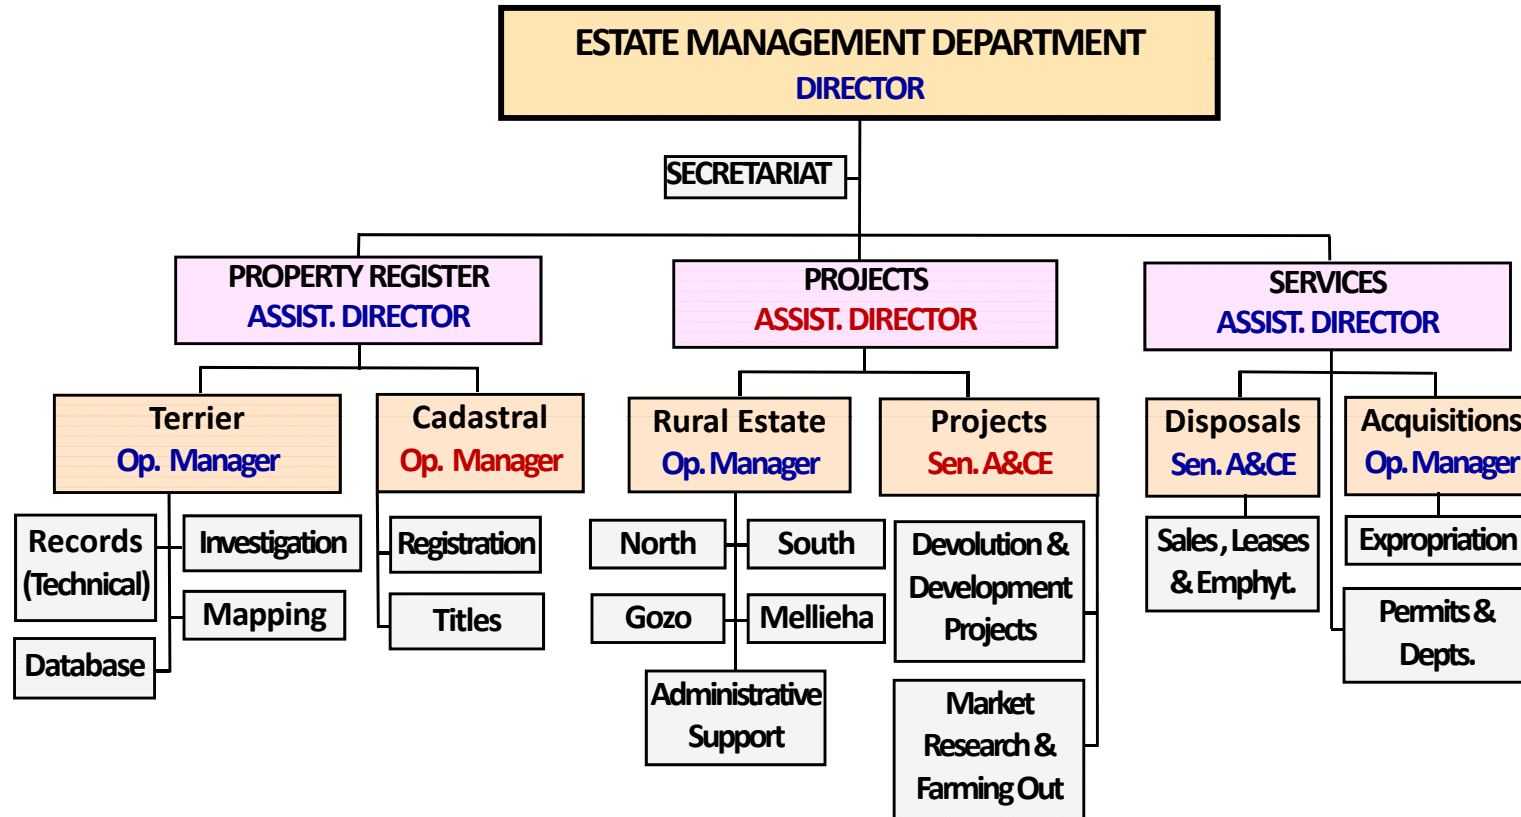 ESTATE MANAGEMENT DEPARTMENT
DIRECTOR
SECRETARIAT
PROPERTY REGISTER
ASSIST. DIRECTOR
PROJECTS
ASSIST. DIRECTOR
SERVICES
ASSIST. DIRECTOR
Terrier
Op. Manager
Cadastral
Op. Manager
Rural Estate
Op. Manager
Projects
Sen. A&CE
Disposals
Sen. A&CE
Acquisitions
Op. Manager
Records
(Technical)
Investigation
Mapping
Database
Registration
Titles
North
South
Gozo
Mellieha
Administrative
Support
Devolution &
Development
Projects
Market
Research &
Farming Out
Sales , Leases
& Emphyt.
Expropriation
Permits &
Depts.